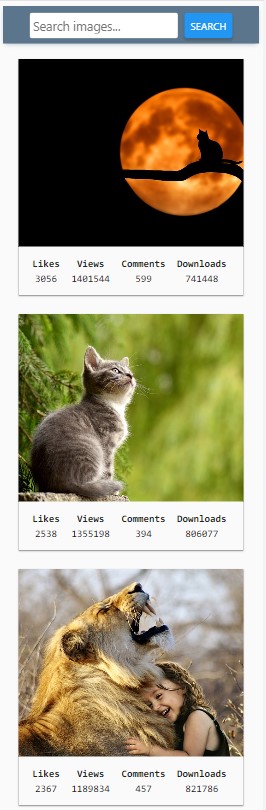 Search images... SEARCH
Likes Views Comments Downloads
3056 1401544 599 741448
Likes Views Comments Downloads
2538 1355198 394 806077
Likes Views Comments Downloads
2367 1189834 457 821786